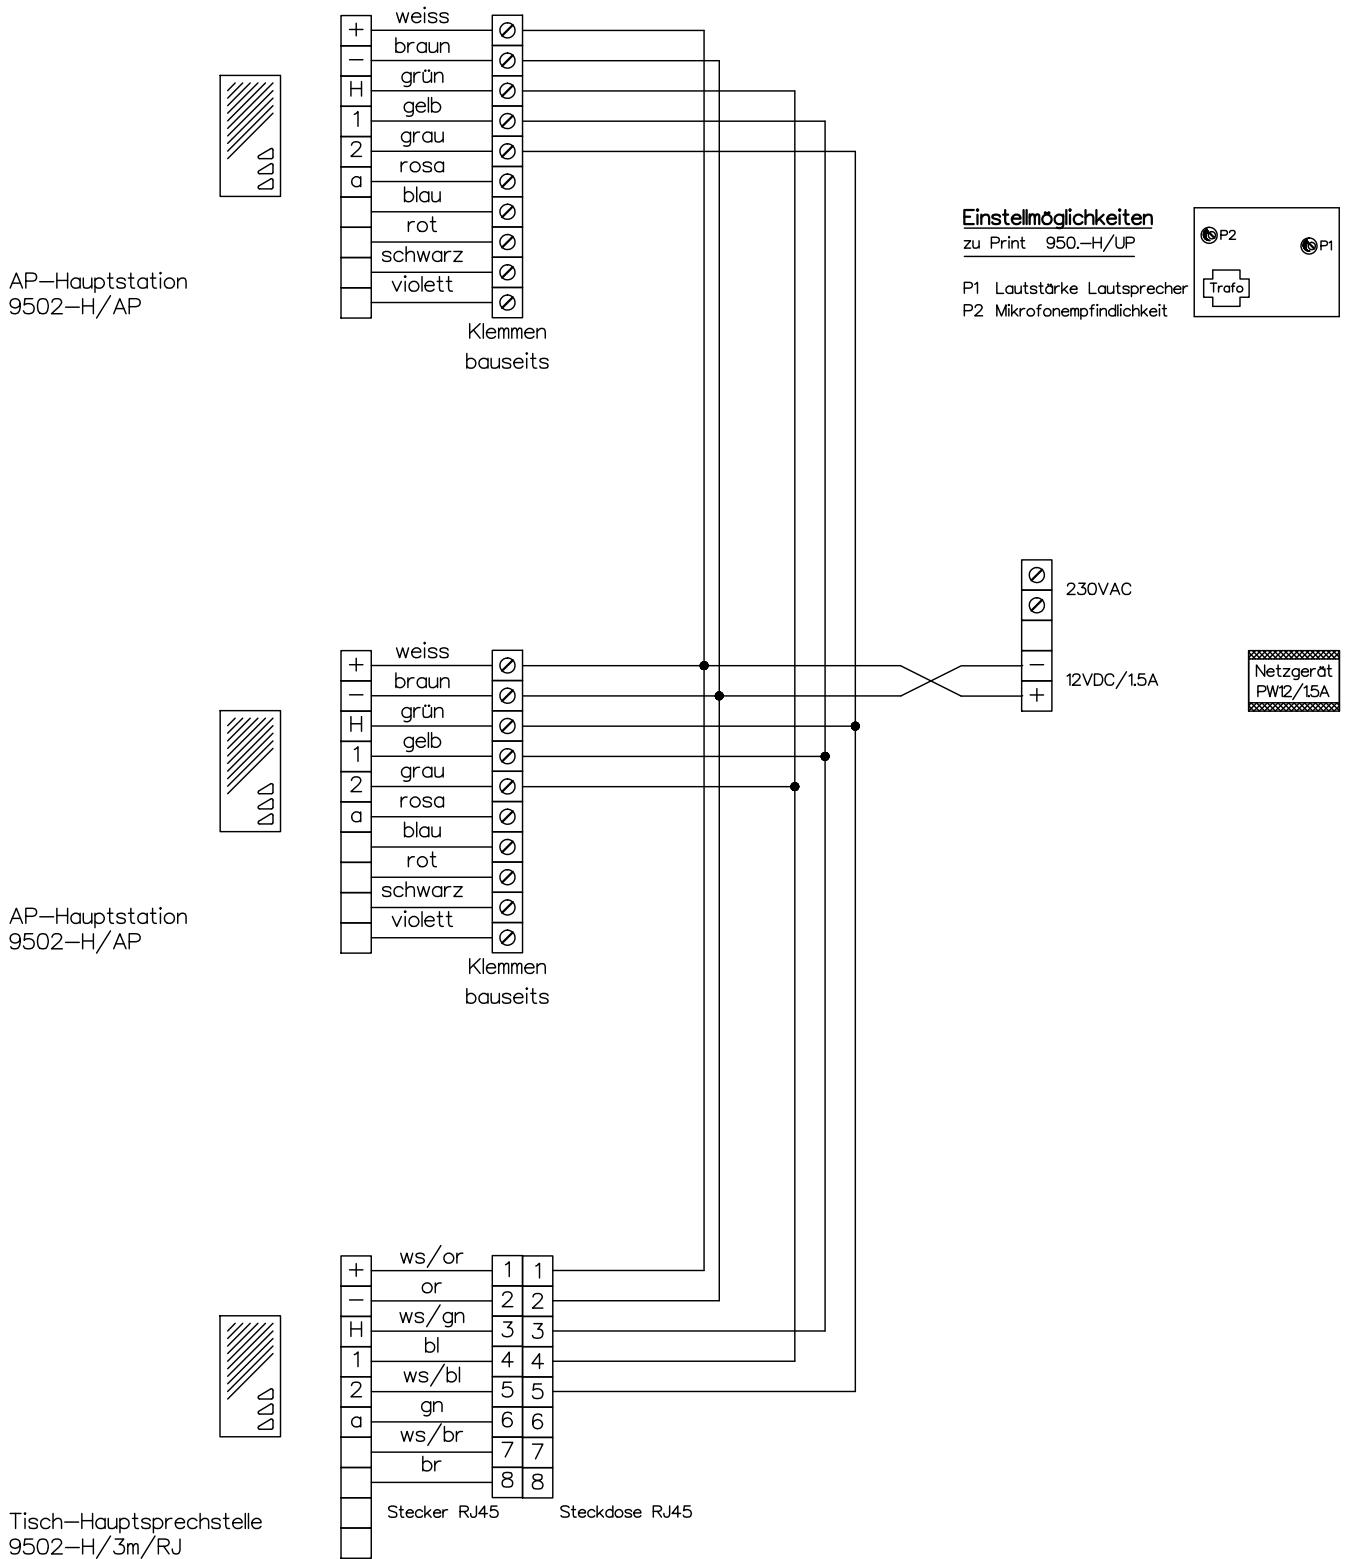 + weiss
− braun
H grün
1 gelb
2 grau
a rosa
blau
rot
schwarz
violett
AP−Hauptstation
9502−H/AP
Klemmen
bauseits
Einstellmöglichkeiten
zu Print 950.−H/UP
P1 Lautstärke Lautsprecher
P2 Mikrofonempfindlichkeit
P2
P1
Trafo
230VAC
−
12VDC/1.5A
+
Netzgerät
PW12/1.5A
+ weiss
− braun
H grün
1 gelb
2 grau
a rosa
blau
rot
schwarz
violett
AP−Hauptstation
9502−H/AP
Klemmen
bauseits
+ ws/or 1 1
− or 2 2
H ws/gn 3 3
1 bl 4 4
2 ws/bl 5 5
a gn 6 6
ws/br 7 7
br 8 8
Stecker RJ45 Steckdose RJ45
Tisch−Hauptsprechstelle
9502−H/3m/RJ